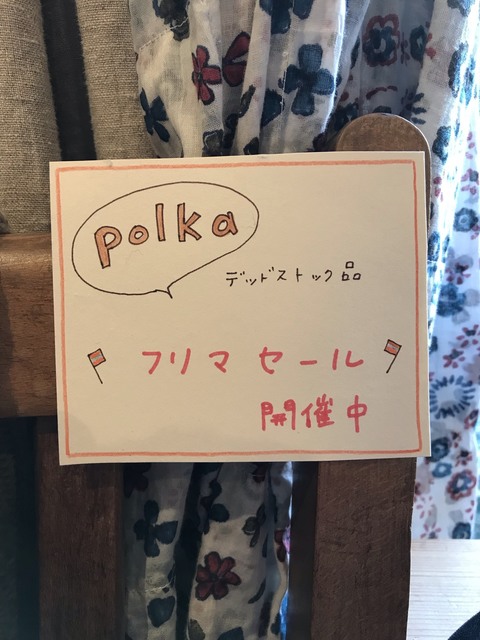 polka
デッドストック品
フリマ セール
開催中